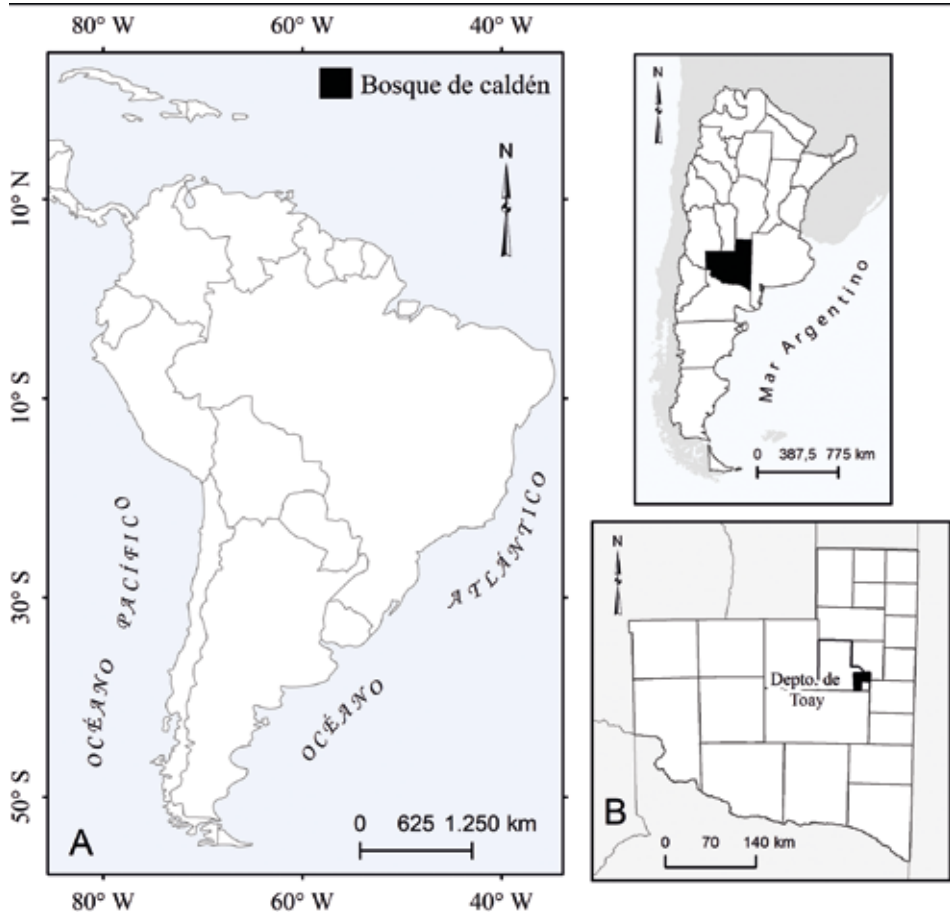 80° W 60° W 40° W
Bosque de caldén
N
10° N
10°S
30°S
50°S
OCÉANO PACÍFICO
OCÉANO ATLÁNTICO
A
0 625 1.250 km
80° W 60° W 40° W
N
Mar Argentino
0 387,5 775 km
N
Depto. de
Toay
B
0 70 140 km